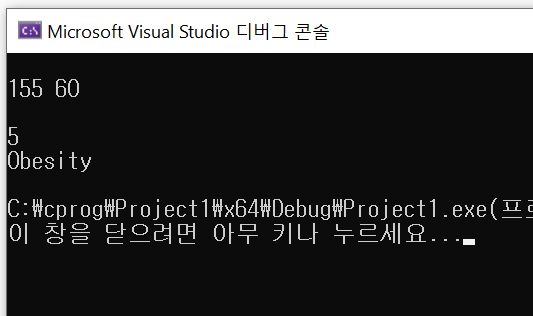 Microsoft Visual Studio 디버그 콘솔
155 60
5
Obesity
C:\cprog\Project1\x64\Debug\Project1.exe(프
이 창을 닫으려면 아무 키나 누르세요...